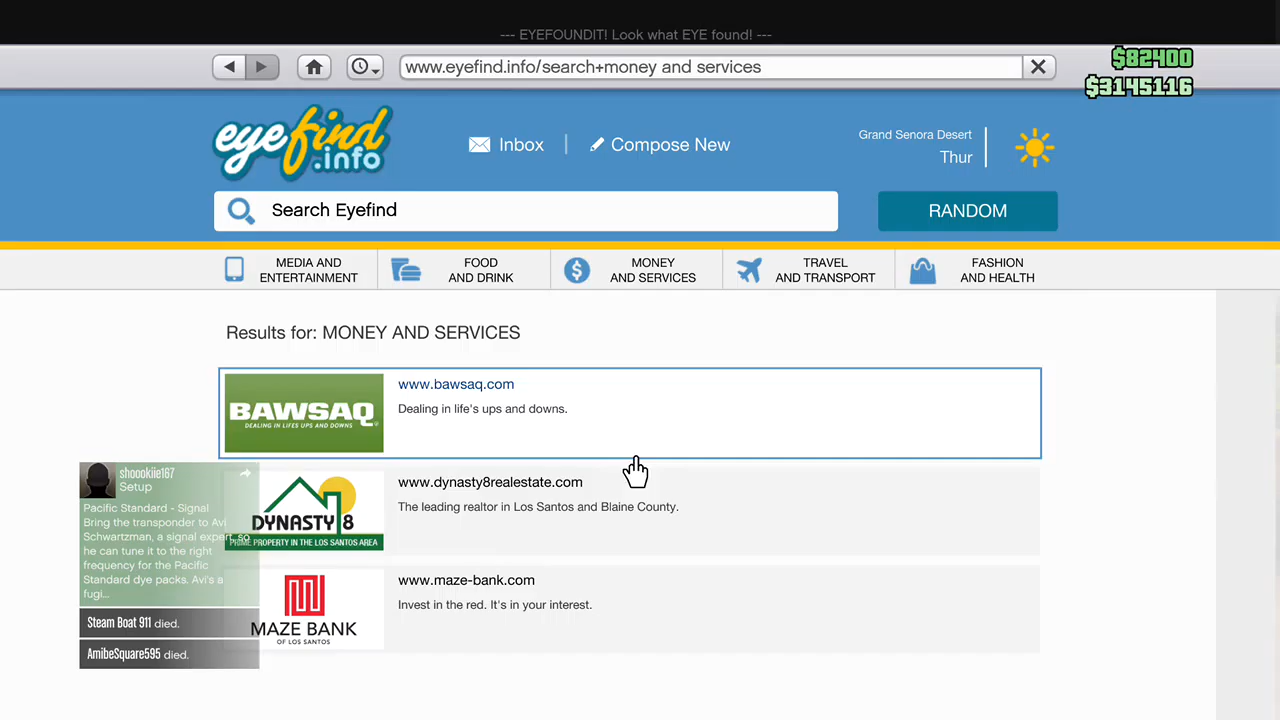 --- EYEFOUNDIT! Look what EYE found! ---
www.eyefind.info/search+money and services
$82400
$3145116
eyefind
.info
Inbox
Compose New
Grand Senora Desert
Thur
Search Eyefind
RANDOM
MEDIA AND
ENTERTAINMENT
FOOD
AND DRINK
MONEY
AND SERVICES
TRAVEL
AND TRANSPORT
FASHION
AND HEALTH
Results for: MONEY AND SERVICES
BAWSAQ
DEALING IN LIFE'S UPS AND DOWNS
www.bawsaq.com
Dealing in life's ups and downs.
shoookiie187
Setup
Pacific Standard - Signal
Bring the transponder to Avi
Schwartzman, a signal expert, so
he can tune it to the right
frequency for the Pacific
Standard dye packs. Avi's a
fugi...
DYNASTY 8
PRIME PROPERTY IN THE LOS SANTOS AREA
www.dynasty8realestate.com
The leading realtor in Los Santos and Blaine County.
Steam Boat 911 died.
AmibeSquare595 died.
MAZE BANK
OF LOS SANTOS
www.maze-bank.com
Invest in the red. It's in your interest.